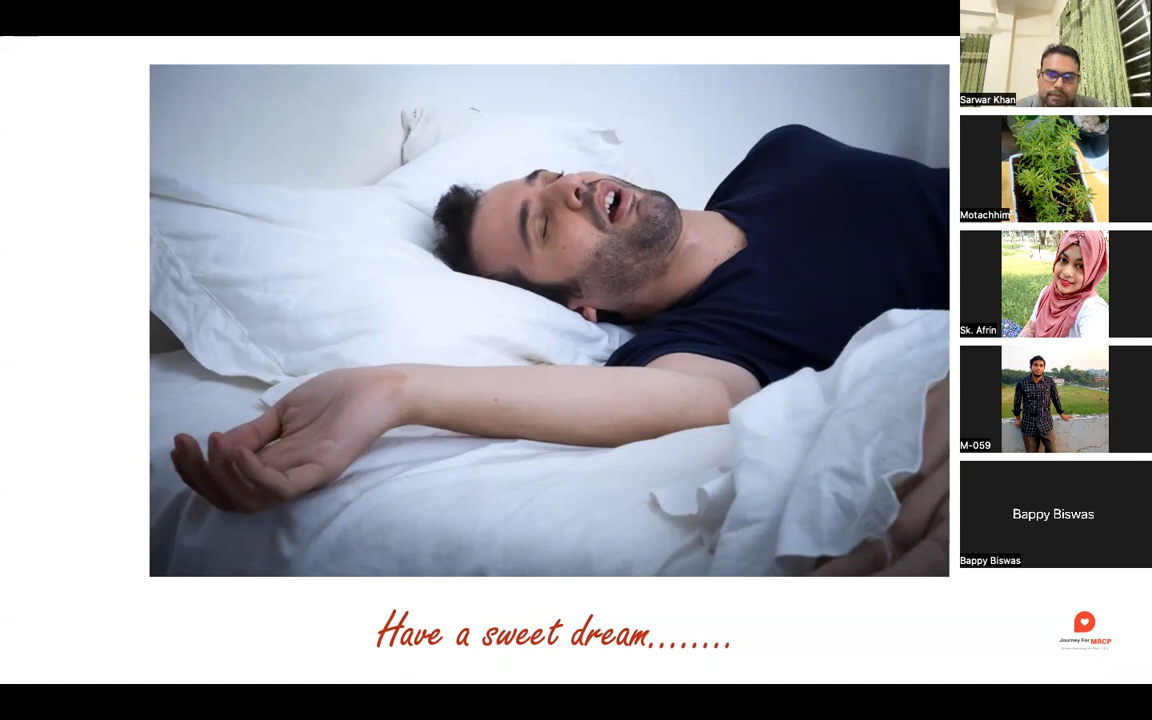 Sarwar Khan
Motachhim
Sk. Afrin
M-059
Bappy Biswas
Bappy Biswas
Have a sweet dream........
Journey For MRCP